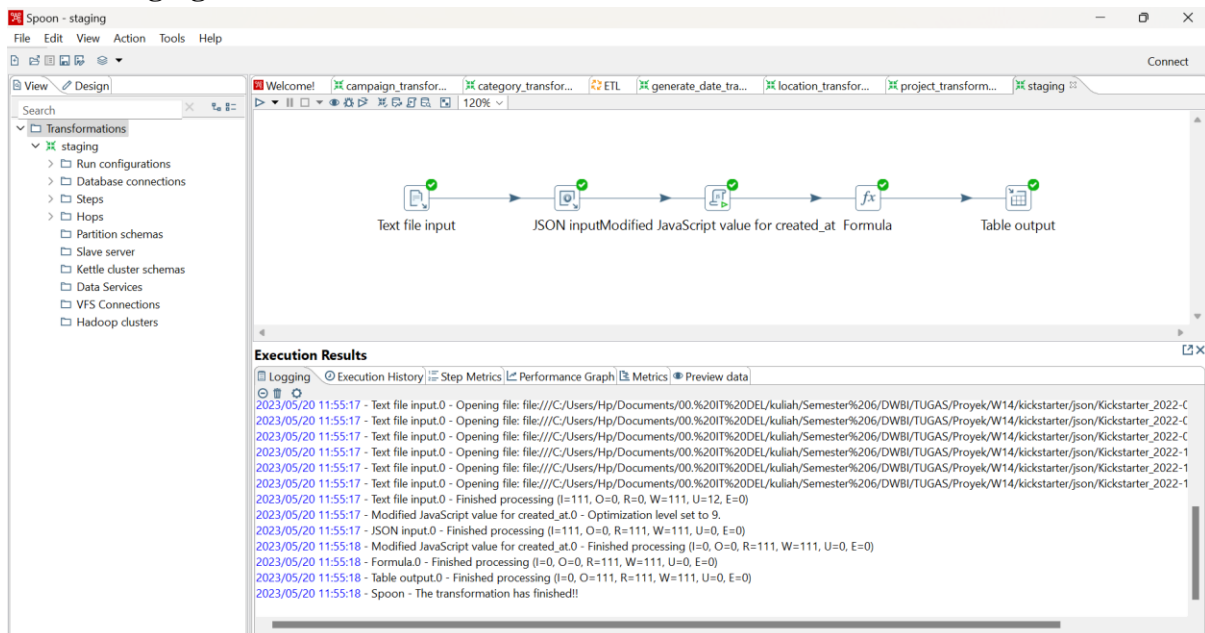 Spoon - staging
File Edit View Action Tools Help
Connect
View Design
Welcome! campaign_transfor... category_transfor... ETL generate_date_tra... location_transfor... project_transform... staging
Search
120%
Transformations
staging
Run configurations
Database connections
Steps
Hops
Partition schemas
Slave server
Kettle cluster schemas
Data Services
VFS Connections
Hadoop clusters
Text file input JSON input Modified JavaScript value for created_at Formula Table output
fx
Execution Results
Logging Execution History Step Metrics Performance Graph Metrics Preview data
2023/05/20 11:55:17 - Text file input.0 - Opening file: file:///C:/Users/Hp/Documents/00.%20IT%20DEL/kuliah/Semester%206/DWBI/TUGAS/Proyek/W14/kickstarter/json/Kickstarter_2022-0
2023/05/20 11:55:17 - Text file input.0 - Opening file: file:///C:/Users/Hp/Documents/00.%20IT%20DEL/kuliah/Semester%206/DWBI/TUGAS/Proyek/W14/kickstarter/json/Kickstarter_2022-0
2023/05/20 11:55:17 - Text file input.0 - Opening file: file:///C:/Users/Hp/Documents/00.%20IT%20DEL/kuliah/Semester%206/DWBI/TUGAS/Proyek/W14/kickstarter/json/Kickstarter_2022-0
2023/05/20 11:55:17 - Text file input.0 - Opening file: file:///C:/Users/Hp/Documents/00.%20IT%20DEL/kuliah/Semester%206/DWBI/TUGAS/Proyek/W14/kickstarter/json/Kickstarter_2022-1
2023/05/20 11:55:17 - Text file input.0 - Opening file: file:///C:/Users/Hp/Documents/00.%20IT%20DEL/kuliah/Semester%206/DWBI/TUGAS/Proyek/W14/kickstarter/json/Kickstarter_2022-1
2023/05/20 11:55:17 - Text file input.0 - Opening file: file:///C:/Users/Hp/Documents/00.%20IT%20DEL/kuliah/Semester%206/DWBI/TUGAS/Proyek/W14/kickstarter/json/Kickstarter_2022-1
2023/05/20 11:55:17 - Text file input.0 - Finished processing (I=111, O=0, R=0, W=111, U=12, E=0)
2023/05/20 11:55:17 - Modified JavaScript value for created_at.0 - Optimization level set to 9.
2023/05/20 11:55:17 - JSON input.0 - Finished processing (I=111, O=0, R=111, W=111, U=0, E=0)
2023/05/20 11:55:18 - Modified JavaScript value for created_at.0 - Finished processing (I=0, O=0, R=111, W=111, U=0, E=0)
2023/05/20 11:55:18 - Formula.0 - Finished processing (I=0, O=0, R=111, W=111, U=0, E=0)
2023/05/20 11:55:18 - Table output.0 - Finished processing (I=0, O=111, R=111, W=111, U=0, E=0)
2023/05/20 11:55:18 - Spoon - The transformation has finished!!